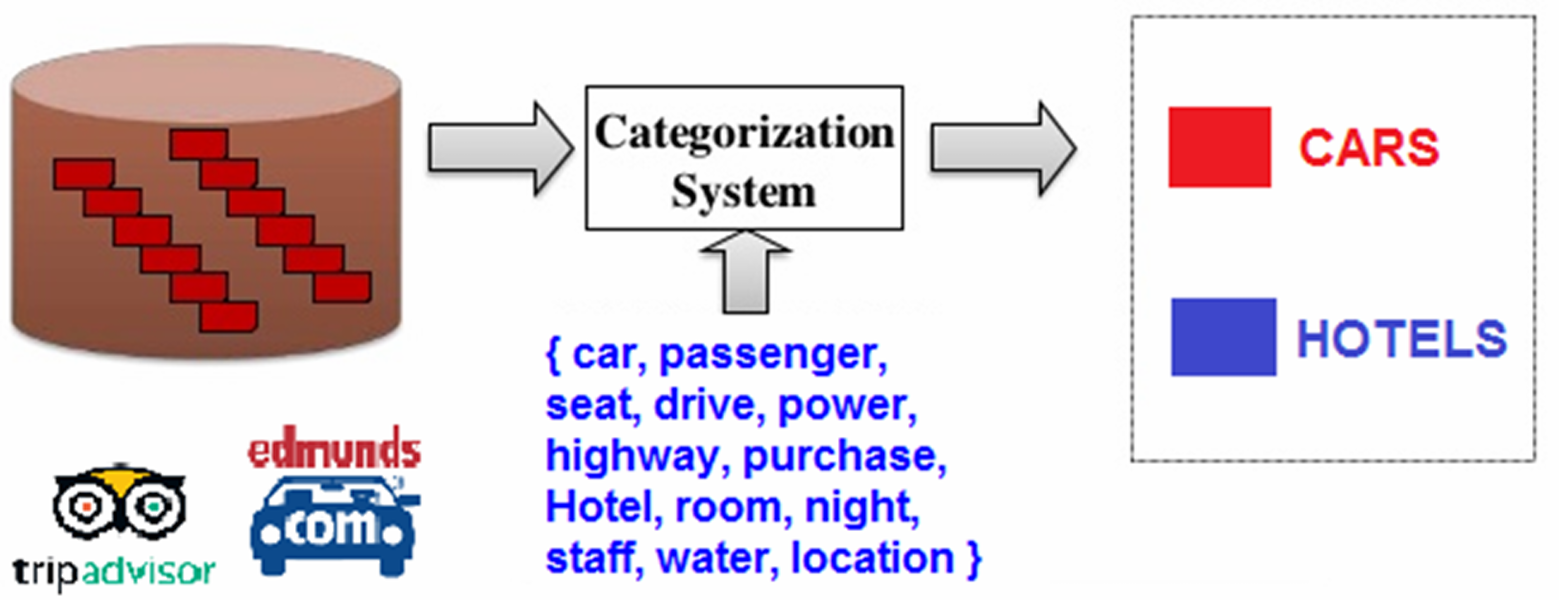 Categorization
System
CARS
HOTELS
{ car, passenger,
seat, drive, power,
highway, purchase,
Hotel, room, night,
staff, water, location }
edmunds
com
tripadvisor